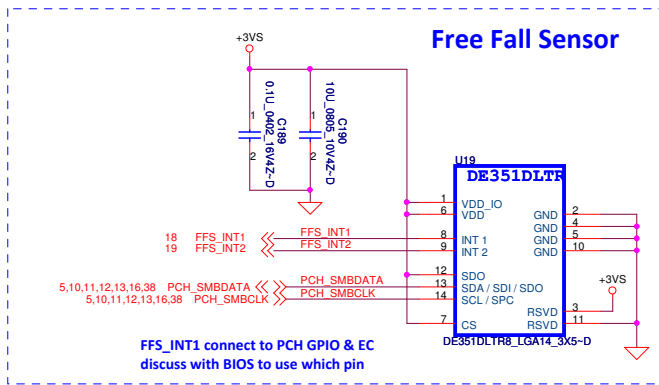 Free Fall Sensor
+3VS
1
2
0.1U_0402_16V4Z~D
C189
1
2
10U_0805_10V4Z~D
C190
U19
DE351DLTR
1 VDD_IO GND 2
6 VDD GND 4
18 FFS_INT1 FFS_INT1 8 INT 1 GND 5
19 FFS_INT2 FFS_INT2 9 INT 2 GND 10
12 SDO
5,10,11,12,13,16,38 PCH_SMBDATA PCH_SMBDATA 13 SDA / SDI / SDO
5,10,11,12,13,16,38 PCH_SMBCLK PCH_SMBCLK 14 SCL / SPC
+3VS
RSVD 3
7 CS RSVD 11
DE351DLTR8_LGA14_3X5~D
FFS_INT1 connect to PCH GPIO & EC
discuss with BIOS to use which pin